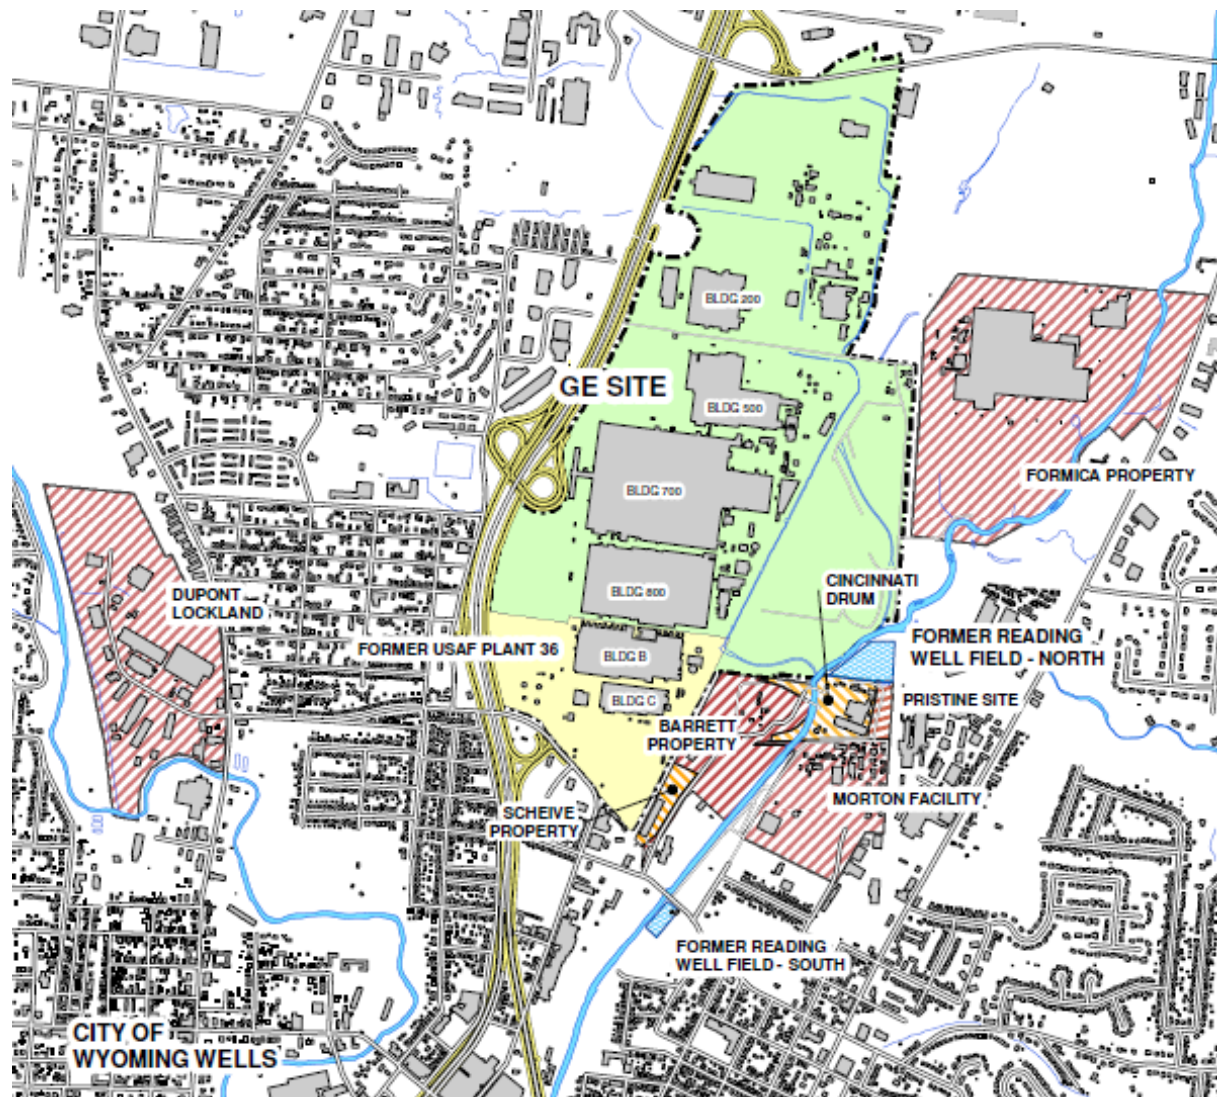 BLDG 200
GE SITE
BLDG 500
FORMICA PROPERTY
BLDG 700
CINCINNATI
DRUM
DUPONT
LOCKLAND
BLDG 800
FORMER READING
WELL FIELD - NORTH
FORMER USAF PLANT 36
BLDG B
BLDG C
PRISTINE SITE
BARRETT
PROPERTY
MORTON FACILITY
SCHEIVE
PROPERTY
FORMER READING
WELL FIELD - SOUTH
CITY OF
WYOMING WELLS